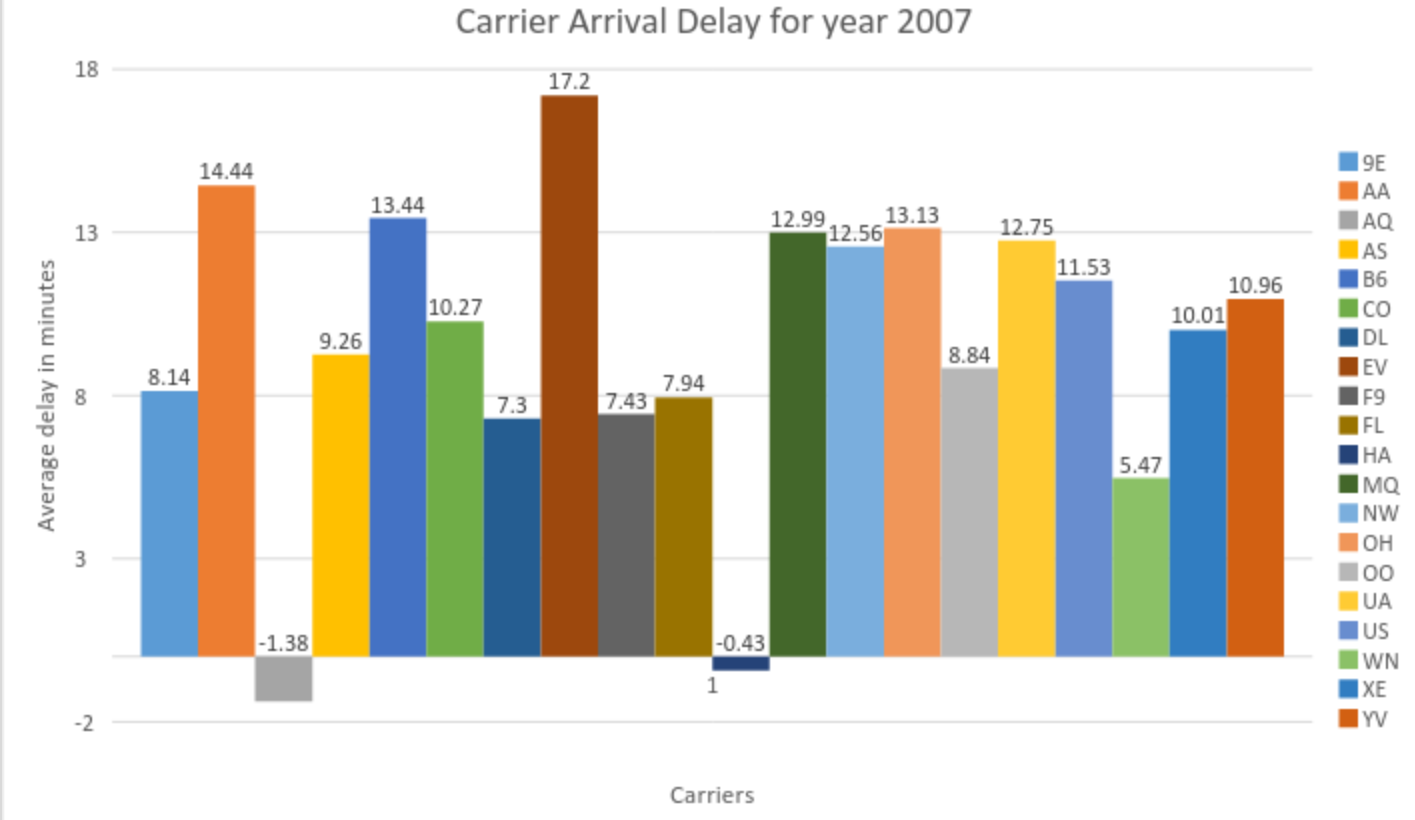 Carrier Arrival Delay for year 2007
Average delay in minutes
18
13
8
3
-2
8.14
14.44
-1.38
9.26
13.44
10.27
7.3
17.2
7.43
7.94
-0.43
12.99
12.56
13.13
8.84
12.75
11.53
5.47
10.01
10.96
1
Carriers
9E
AA
AQ
AS
B6
CO
DL
EV
F9
FL
HA
MQ
NW
OH
OO
UA
US
WN
XE
YV